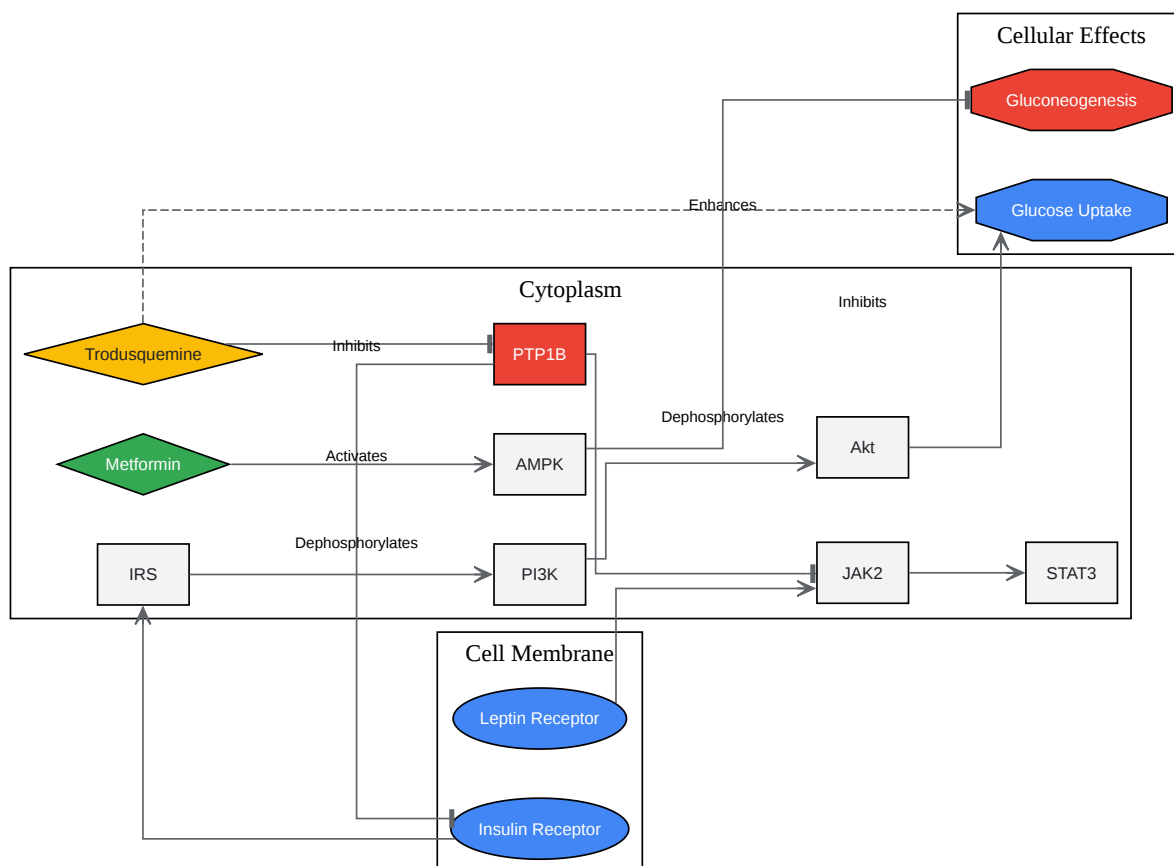 Cellular Effects
Gluconeogenesis
Enhances
Glucose Uptake
Cytoplasm
Inhibits
Trodusquemine
Inhibits
PTP1B
Dephosphorylates
Metformin
Activates
AMPK
Akt
Dephosphorylates
IRS
PI3K
JAK2
STAT3
Cell Membrane
Leptin Receptor
Insulin Receptor